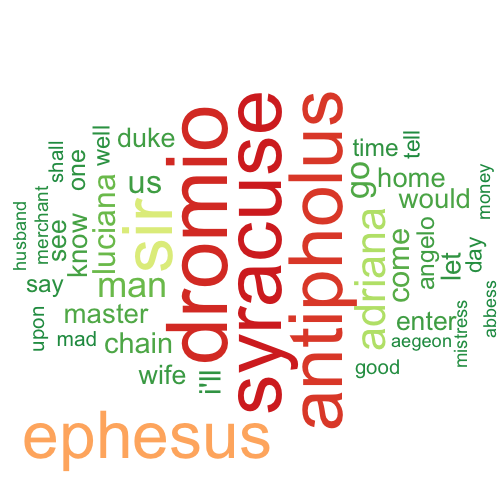 husband
merchant
shall
see
say
upon
one
know
mad
well
luciana
duke
us
sir
man
master
chain
wife
i'll
dromio
syracuse
antipholus
ephesus
time
tell
go
home
would
adriana
come
angelo
let
day
money
enter
aegeon
mistress
abbess
good